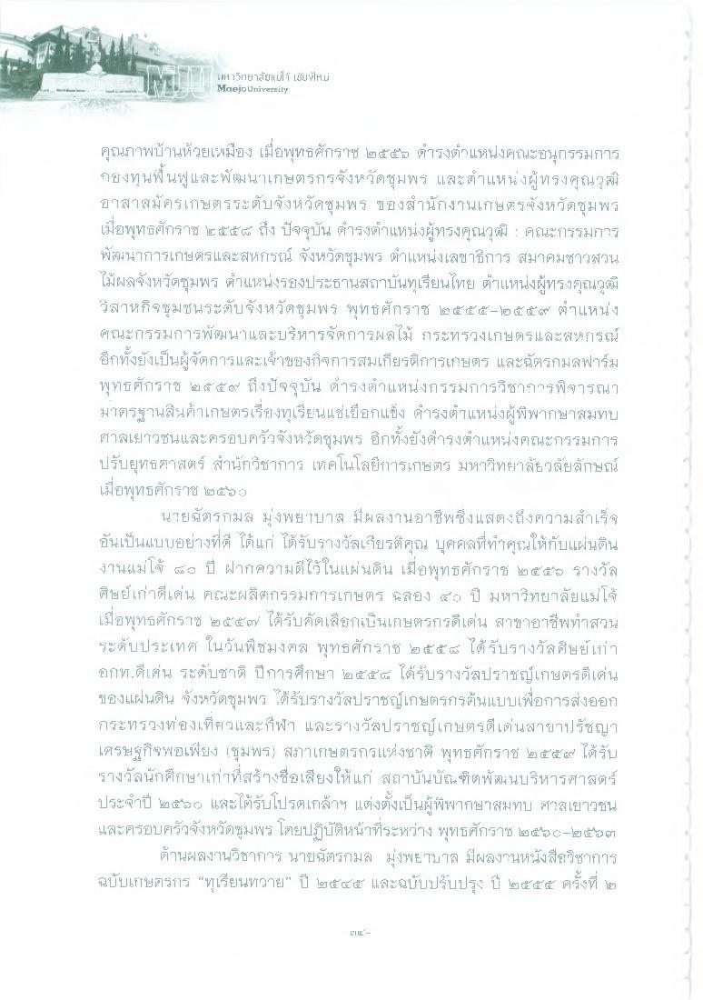 MJU
มหาวิทยาลัยแม่โจ้ เชียงใหม่
Maejo University
คุณภาพบ้านห้วยเหมือง เมื่อพุทธศักราช ๒๕๕๖ ดำรงตำแหน่งคณะอนุกรรมการ
กองทุนฟื้นฟูและพัฒนาเกษตรกรจังหวัดชุมพร และตำแหน่งผู้ทรงคุณวุฒิ
อาสาสมัครเกษตรระดับจังหวัดชุมพร ของสำนักงานเกษตรจังหวัดชุมพร
เมื่อพุทธศักราช ๒๕๕๘ ถึง ปัจจุบัน ดำรงตำแหน่งผู้ทรงคุณวุฒิ : คณะกรรมการ
พัฒนาการเกษตรและสหกรณ์ จังหวัดชุมพร ตำแหน่งเลขาธิการ สมาคมชาวสวน
ไม้ผลจังหวัดชุมพร ตำแหน่งรองประธานสถาบันทุเรียนไทย ตำแหน่งผู้ทรงคุณวุฒิ
วิสาหกิจชุมชนระดับจังหวัดชุมพร พุทธศักราช ๒๕๕๕-๒๕๕๙ ตำแหน่ง
คณะกรรมการพัฒนาและบริหารจัดการผลไม้ กระทรวงเกษตรและสหกรณ์
อีกทั้งยังเป็นผู้จัดการและเจ้าของกิจการสมเกียรติการเกษตร และฉัตรกมลฟาร์ม
พุทธศักราช ๒๕๕๙ ถึงปัจจุบัน ดำรงตำแหน่งกรรมการวิชาการพิจารณา
มาตรฐานสินค้าเกษตรเรื่องทุเรียนแช่เยือกแข็ง ดำรงตำแหน่งผู้พิพากษาสมทบ
ศาลเยาวชนและครอบครัวจังหวัดชุมพร อีกทั้งยังดำรงตำแหน่งคณะกรรมการ
ปรับยุทธศาสตร์ สำนักวิชาการ เทคโนโลยีการเกษตร มหาวิทยาลัยวลัยลักษณ์
เมื่อพุทธศักราช ๒๕๖๐
นายฉัตรกมล มุ่งพยาบาล มีผลงานอาชีพซึ่งแสดงถึงความสำเร็จ
อันเป็นแบบอย่างที่ดี ได้แก่ ได้รับรางวัลเกียรติคุณ บุคคลที่ทำคุณให้กับแผ่นดิน
งานแม่โจ้ ๘๐ ปี ฝากความดีไว้ในแผ่นดิน เมื่อพุทธศักราช ๒๕๕๖ รางวัล
ศิษย์เก่าดีเด่น คณะผลิตกรรมการเกษตร ฉลอง ๔๐ ปี มหาวิทยาลัยแม่โจ้
เมื่อพุทธศักราช ๒๕๕๗ ได้รับคัดเลือกเป็นเกษตรกรดีเด่น สาขาอาชีพทำสวน
ระดับประเทศ ในวันพืชมงคล พุทธศักราช ๒๕๕๘ ได้รับรางวัลศิษย์เก่า
อกท.ดีเด่น ระดับชาติ ปีการศึกษา ๒๕๕๘ ได้รับรางวัลปราชญ์เกษตรดีเด่น
ของแผ่นดิน จังหวัดชุมพร ได้รับรางวัลปราชญ์เกษตรกรต้นแบบเพื่อการส่งออก
กระทรวงท่องเที่ยวและกีฬา และรางวัลปราชญ์เกษตรดีเด่นสาขาปรัชญา
เศรษฐกิจพอเพียง (ชุมพร) สภาเกษตรกรแห่งชาติ พุทธศักราช ๒๕๕๙ ได้รับ
รางวัลนักศึกษาเก่าที่สร้างชื่อเสียงให้แก่ สถาบันบัณฑิตพัฒนบริหารศาสตร์
ประจำปี ๒๕๖๐ และได้รับโปรดเกล้าฯ แต่งตั้งเป็นผู้พิพากษาสมทบ ศาลเยาวชน
และครอบครัวจังหวัดชุมพร โดยปฏิบัติหน้าที่ระหว่าง พุทธศักราช ๒๕๖๐-๒๕๖๓
ด้านผลงานวิชาการ นายฉัตรกมล มุ่งพยาบาล มีผลงานหนังสือวิชาการ
ฉบับเกษตรกร “ทุเรียนทวาย” ปี ๒๕๔๕ และฉบับปรับปรุง ปี ๒๕๕๕ ครั้งที่ ๒